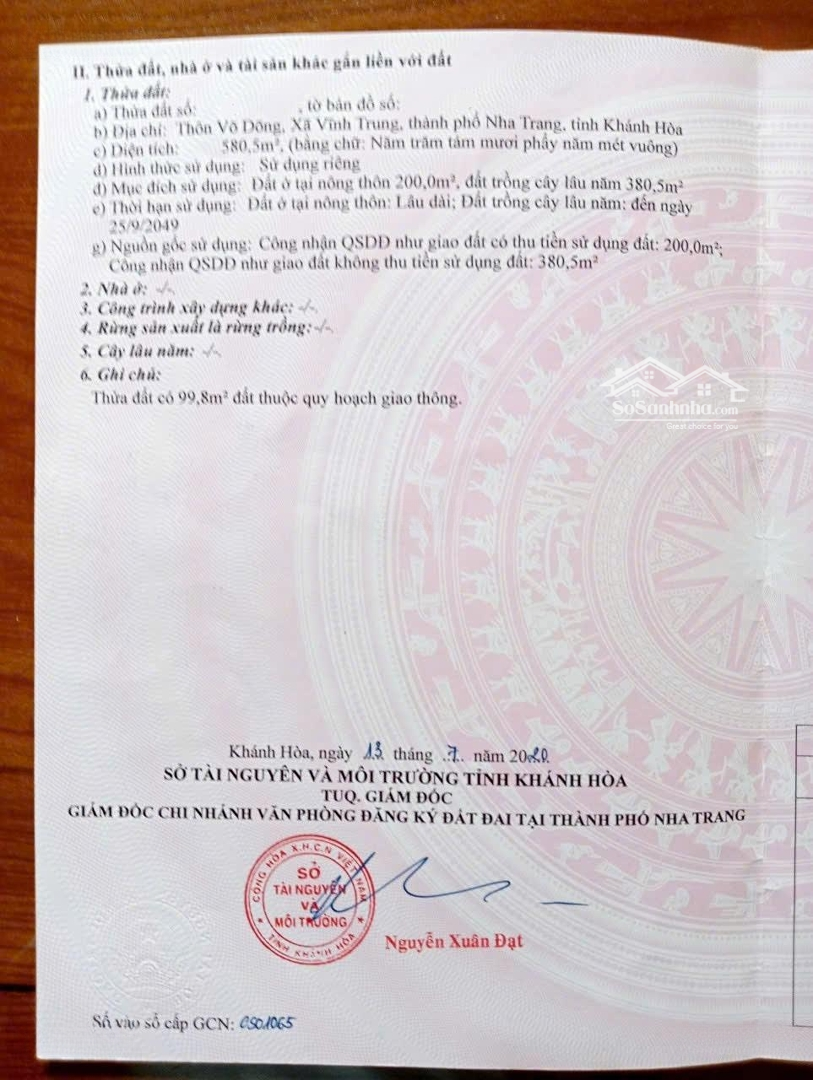 II. Thửa đất, nhà ở và tài sản khác gắn liền với đất
1. Thửa đất:
a) Thửa đất số: , tờ bản đồ số:
b) Địa chỉ: Thôn Võ Dõng, Xã Vĩnh Trung, thành phố Nha Trang, tỉnh Khánh Hòa
c) Diện tích: 580,5m², (bằng chữ: Năm trăm tám mươi phẩy năm mét vuông)
d) Hình thức sử dụng: Sử dụng riêng
đ) Mục đích sử dụng: Đất ở tại nông thôn 200,0m², đất trồng cây lâu năm 380,5m²
e) Thời hạn sử dụng: Đất ở tại nông thôn: Lâu dài; Đất trồng cây lâu năm: đến ngày
25/9/2049
g) Nguồn gốc sử dụng: Công nhận QSDĐ như giao đất có thu tiền sử dụng đất: 200,0m²;
Công nhận QSDĐ như giao đất không thu tiền sử dụng đất: 380,5m²
2. Nhà ở: -/-.
3. Công trình xây dựng khác: -/-.
4. Rừng sản xuất là rừng trồng: -/-.
5. Cây lâu năm: -/-.
6. Ghi chú:
Thửa đất có 99,8m² đất thuộc quy hoạch giao thông.
SoSanhnha.com
Great choice for you
Khánh Hòa, ngày 13 tháng .7. năm 2020
SỞ TÀI NGUYÊN VÀ MÔI TRƯỜNG TỈNH KHÁNH HÒA
TUQ. GIÁM ĐỐC
GIÁM ĐỐC CHI NHÁNH VĂN PHÒNG ĐĂNG KÝ ĐẤT ĐAI TẠI THÀNH PHỐ NHA TRANG
CỘNG HÒA X.H.C.N VIỆT NAM
SỞ
TÀI NGUYÊN
VÀ
MÔI TRƯỜNG
TỈNH KHÁNH HÒA
Nguyễn Xuân Đạt
Số vào sổ cấp GCN: CS01065